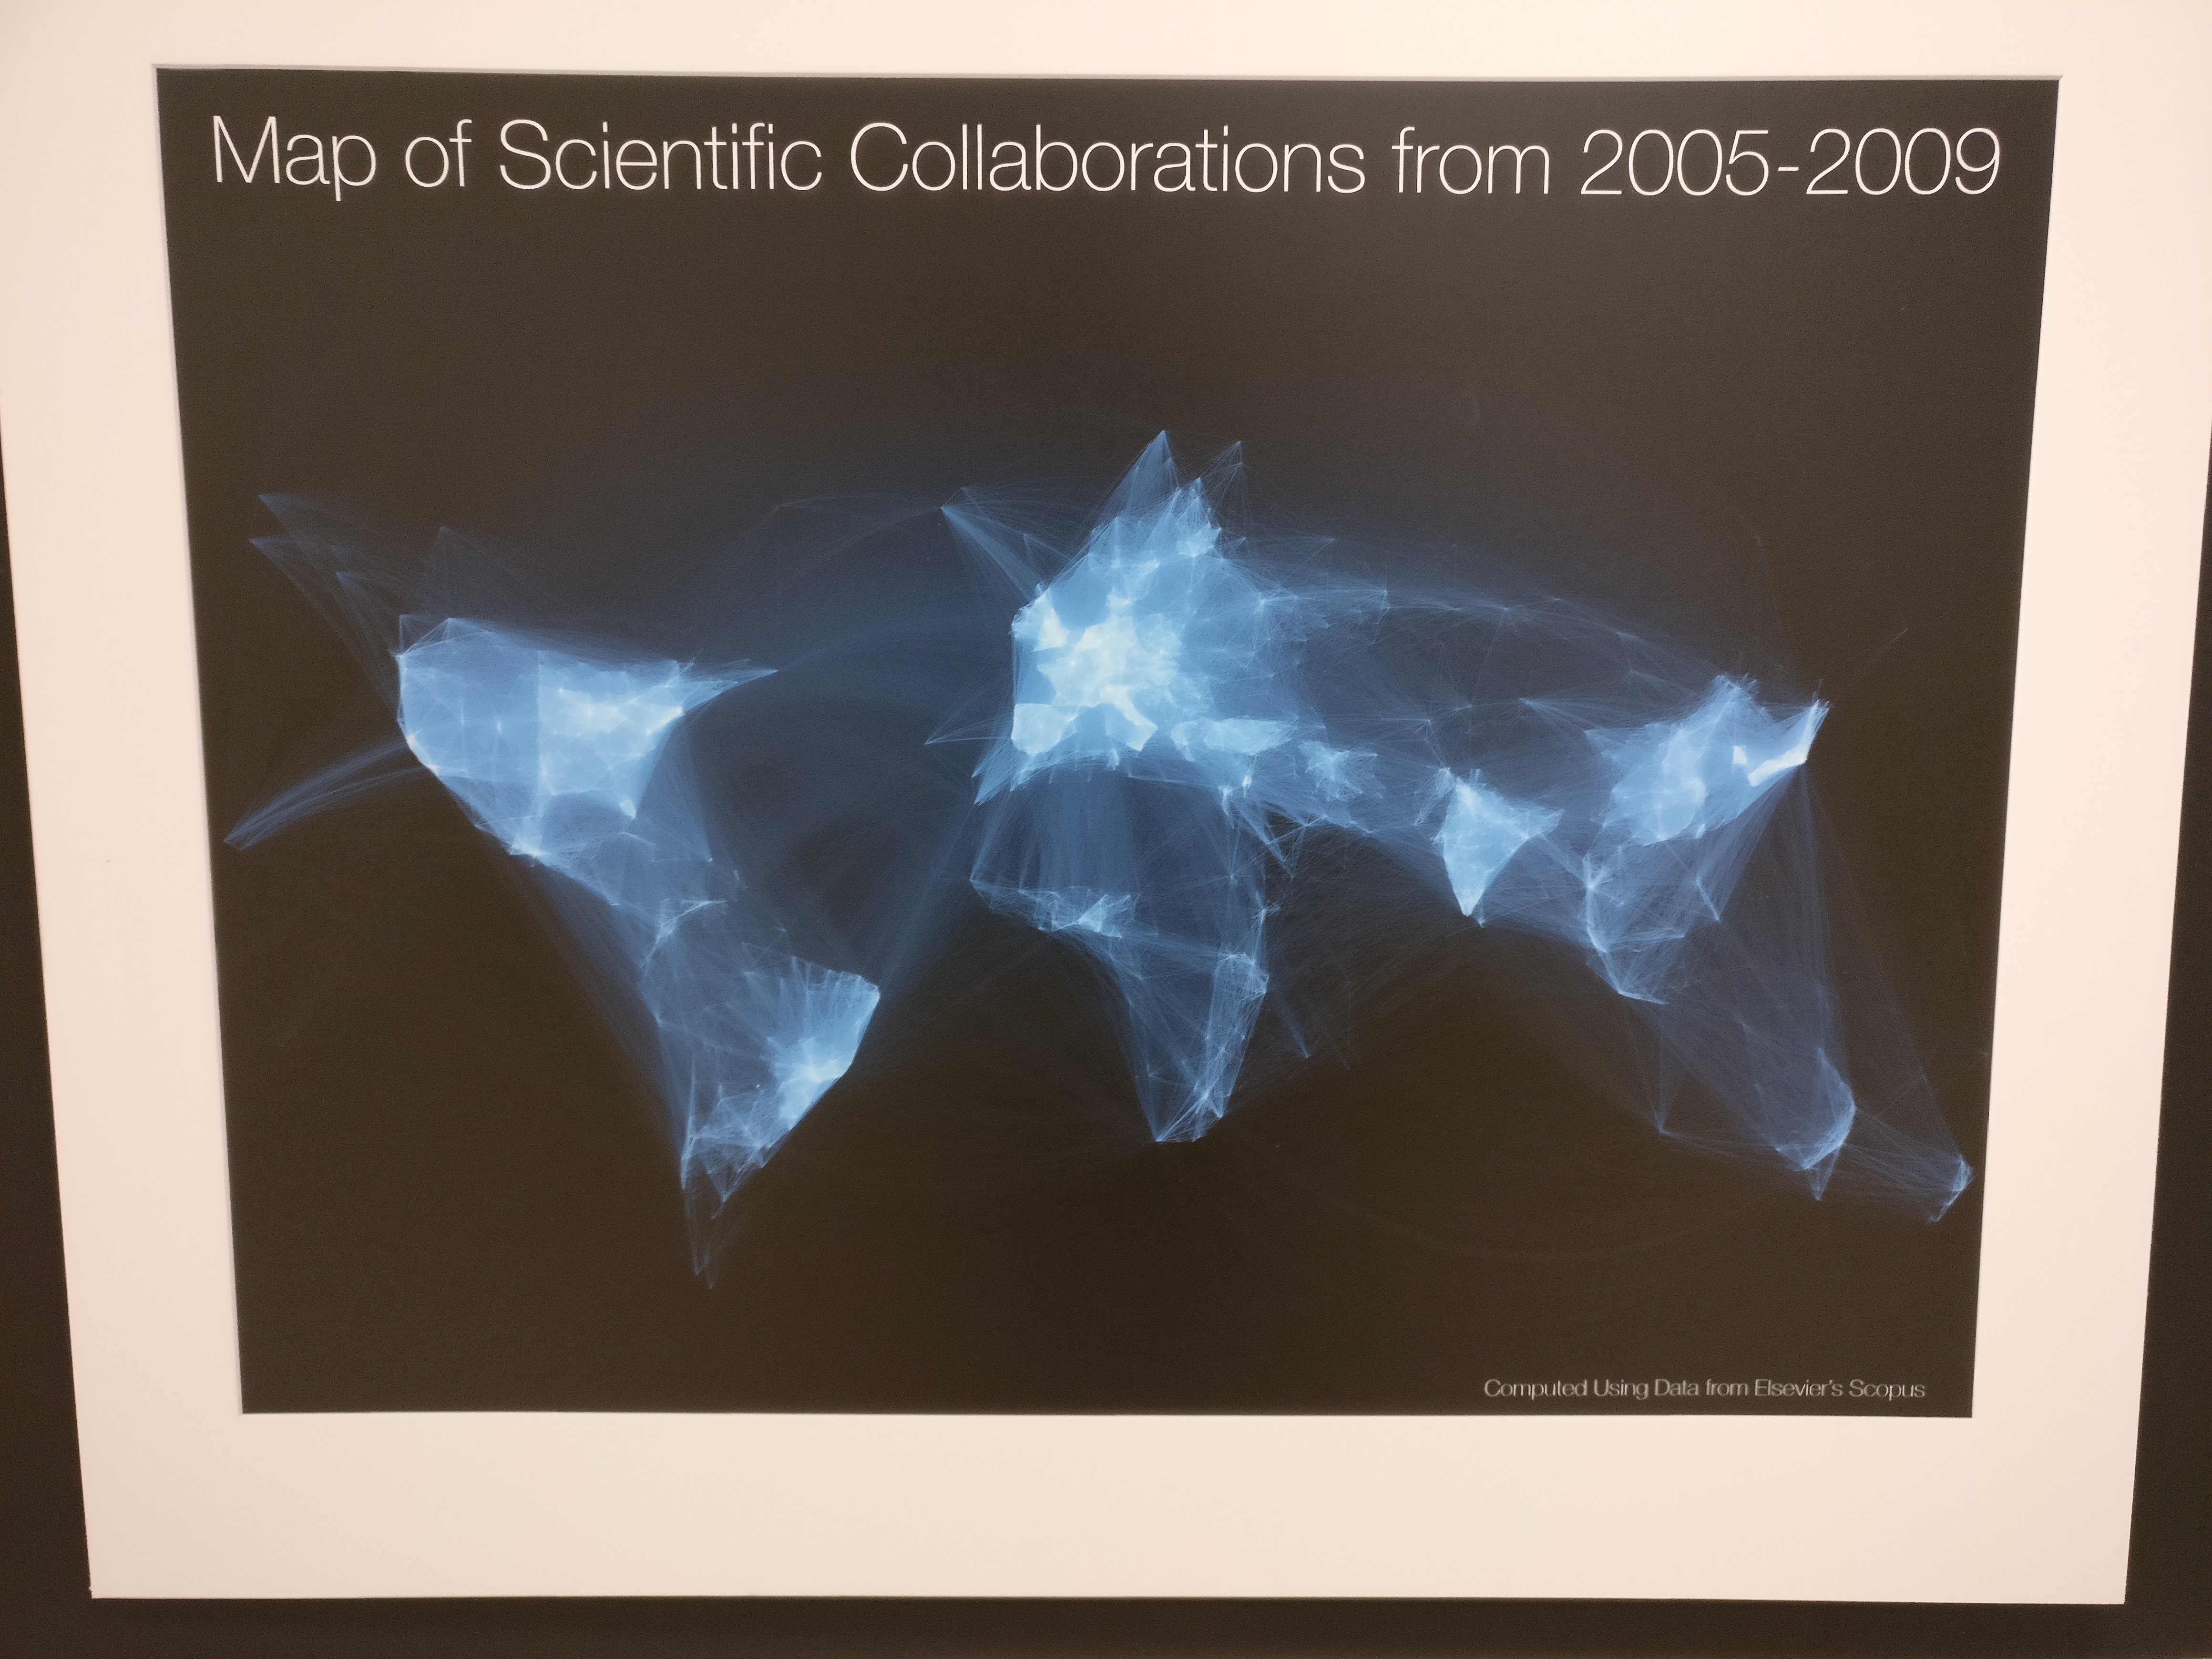 Map of Scientific Collaborations from 2005-2009
Computed Using Data from Elsevier's Scopus